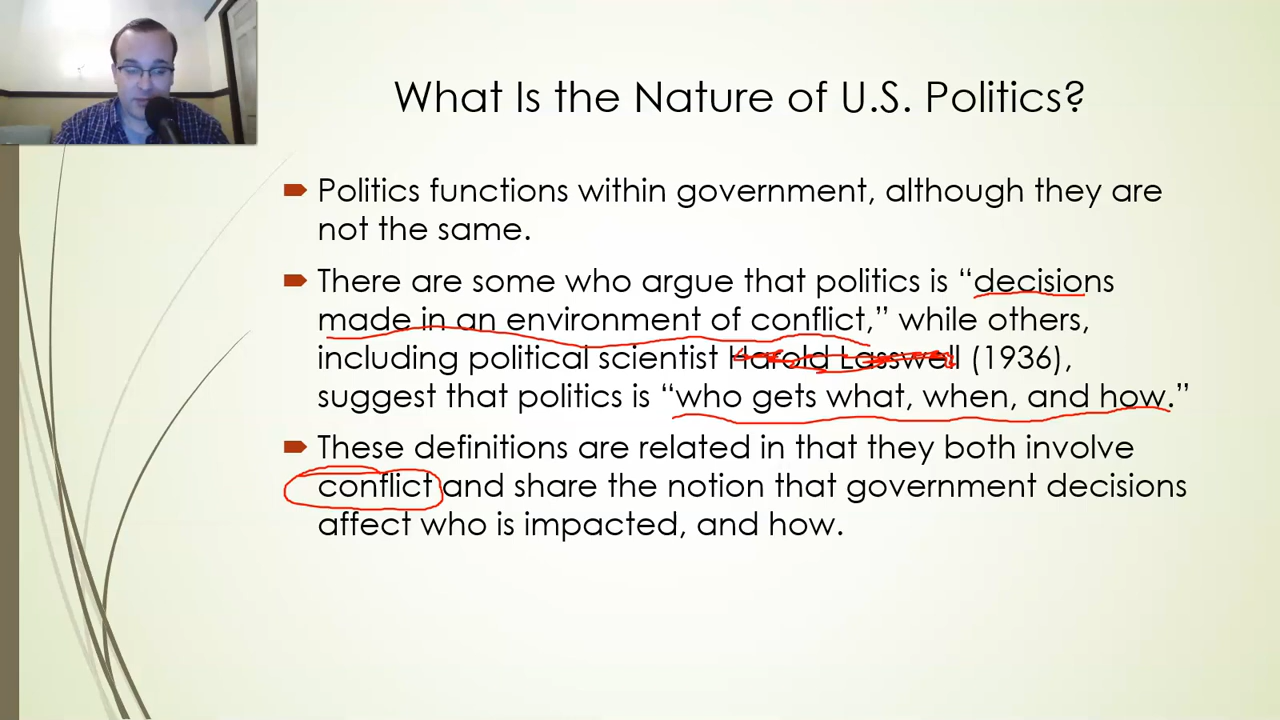 What Is the Nature of U.S. Politics?
Politics functions within government, although they are
not the same.
There are some who argue that politics is “decisions
made in an environment of conflict,” while others,
including political scientist Harold Lasswell (1936),
suggest that politics is “who gets what, when, and how.”
These definitions are related in that they both involve
conflict and share the notion that government decisions
affect who is impacted, and how.